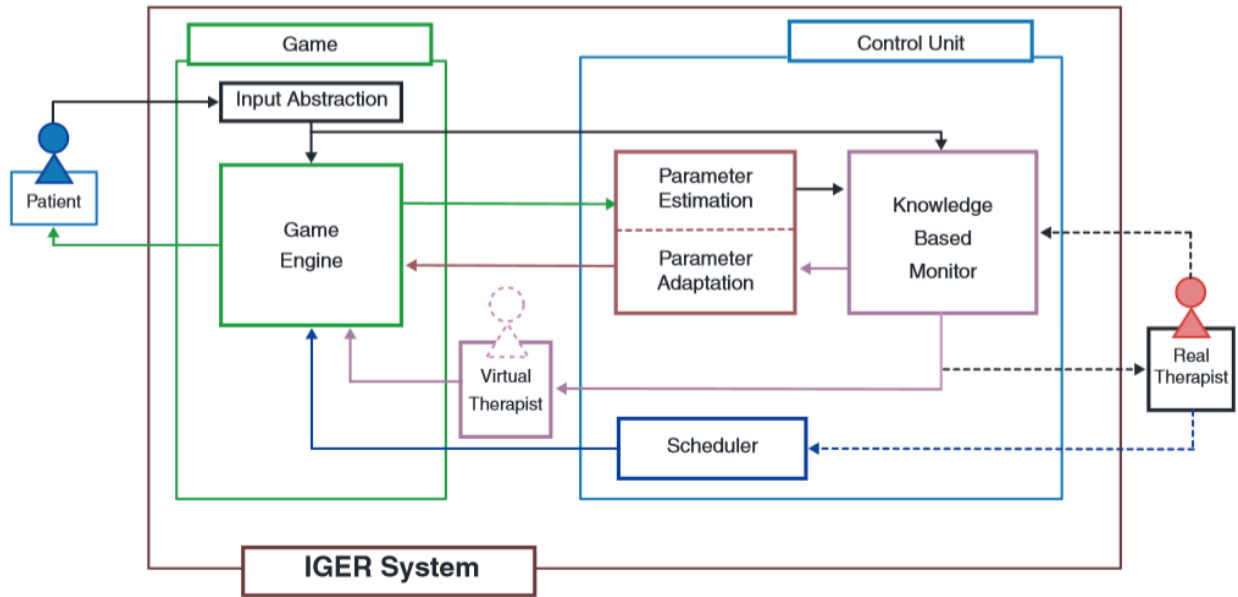 Game
Control Unit
Input Abstraction
Patient
Game
Engine
Parameter
Estimation
Parameter
Adaptation
Knowledge
Based
Monitor
Virtual
Therapist
Real
Therapist
Scheduler
IGER System